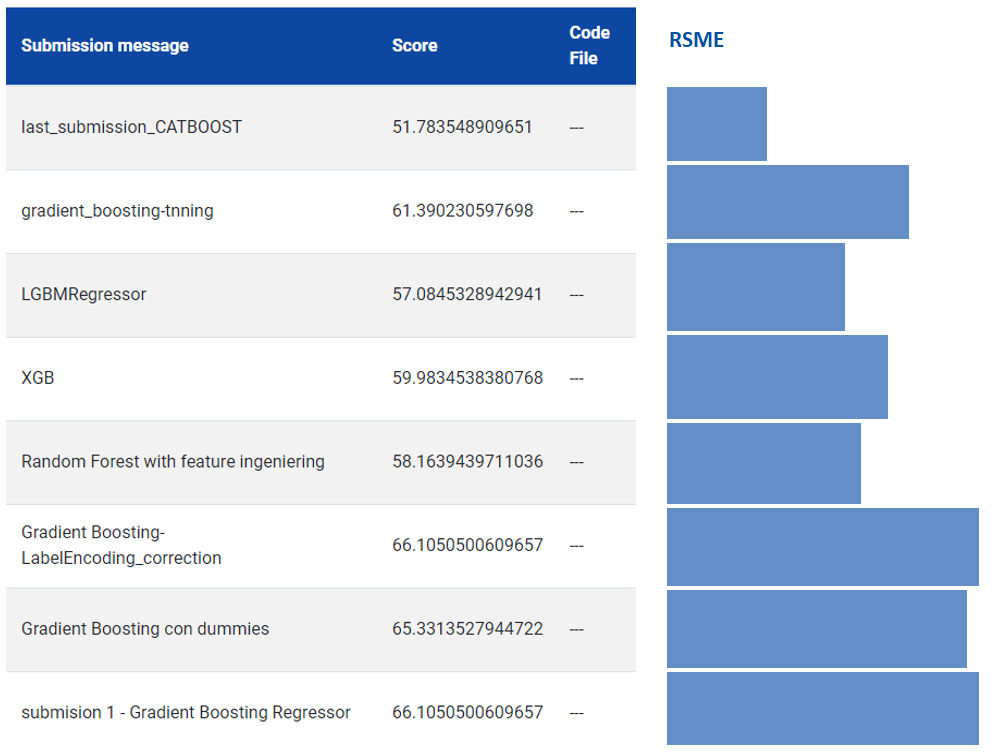 Submission message Score Code File RSME
last_submission_CATBOOST 51.783548909651 ---
gradient_boosting-tnning 61.390230597698 ---
LGBMRegressor 57.0845328942941 ---
XGB 59.9834538380768 ---
Random Forest with feature ingeniering 58.1639439711036 ---
Gradient Boosting-
LabelEncoding_correction 66.1050500609657 ---
Gradient Boosting con dummies 65.3313527944722 ---
submision 1 - Gradient Boosting Regressor 66.1050500609657 ---